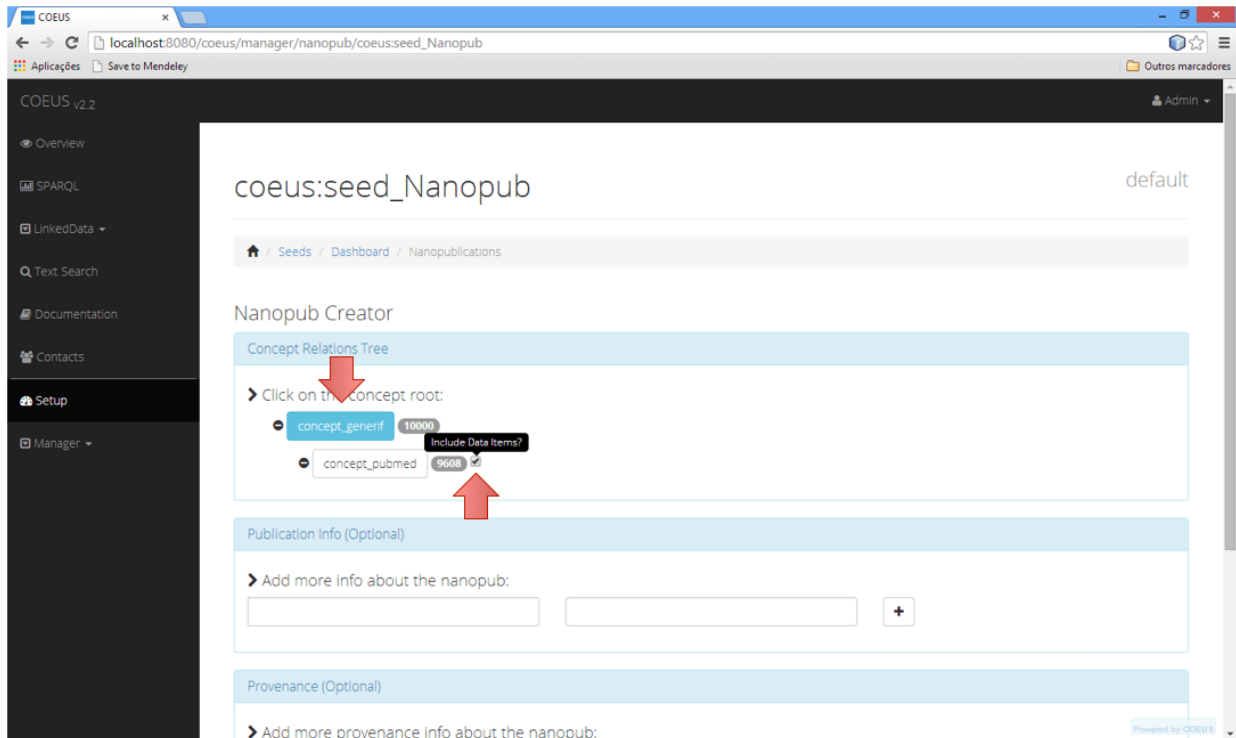 COEUS
localhost:8080/coeus/manager/nanopub/coeus:seed_Nanopub
Aplicações Save to Mendeley Outros marcadores
COEUS v2.2 Admin
Overview
SPARQL
LinkedData
Text Search
Documentation
Contacts
Setup
Manager
coeus:seed_Nanopub default
/ Seeds / Dashboard / Nanopublications
Nanopub Creator
Concept Relations Tree
Click on the concept root:
concept_generif 10000
Include Data Items?
concept_pubmed 9608
Publication Info (Optional)
Add more info about the nanopub:
Provenance (Optional)
Add more provenance info about the nanopub:
Powered by COEUS